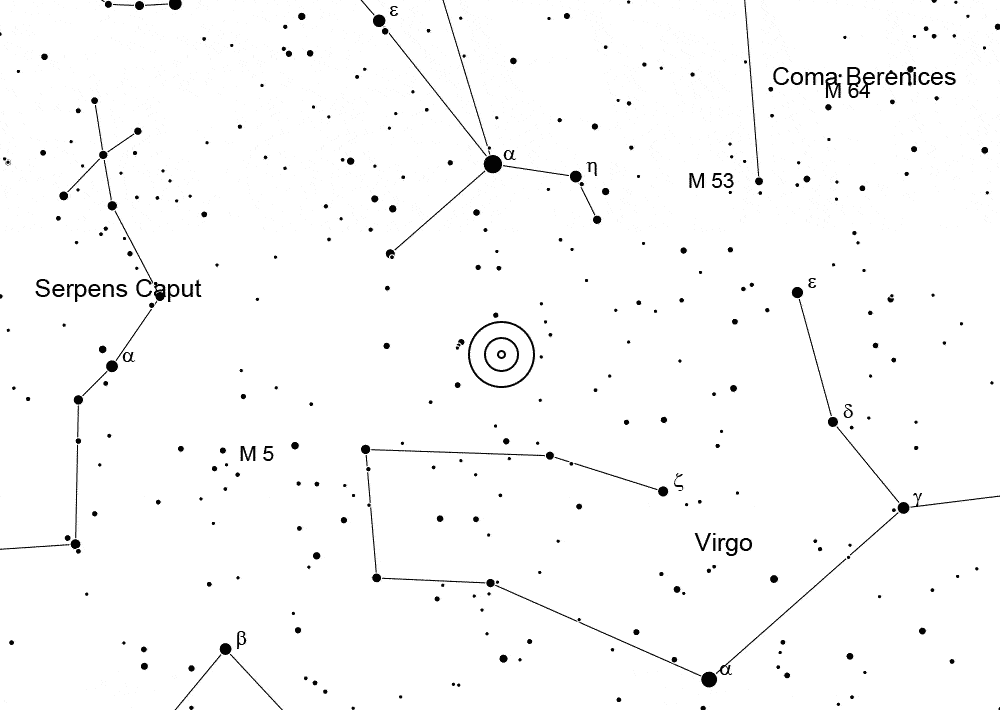 ε
Coma Berenices
M 64
α
η
M 53
Serpens Caput
ε
α
δ
M 5
ζ
γ
Virgo
β
α